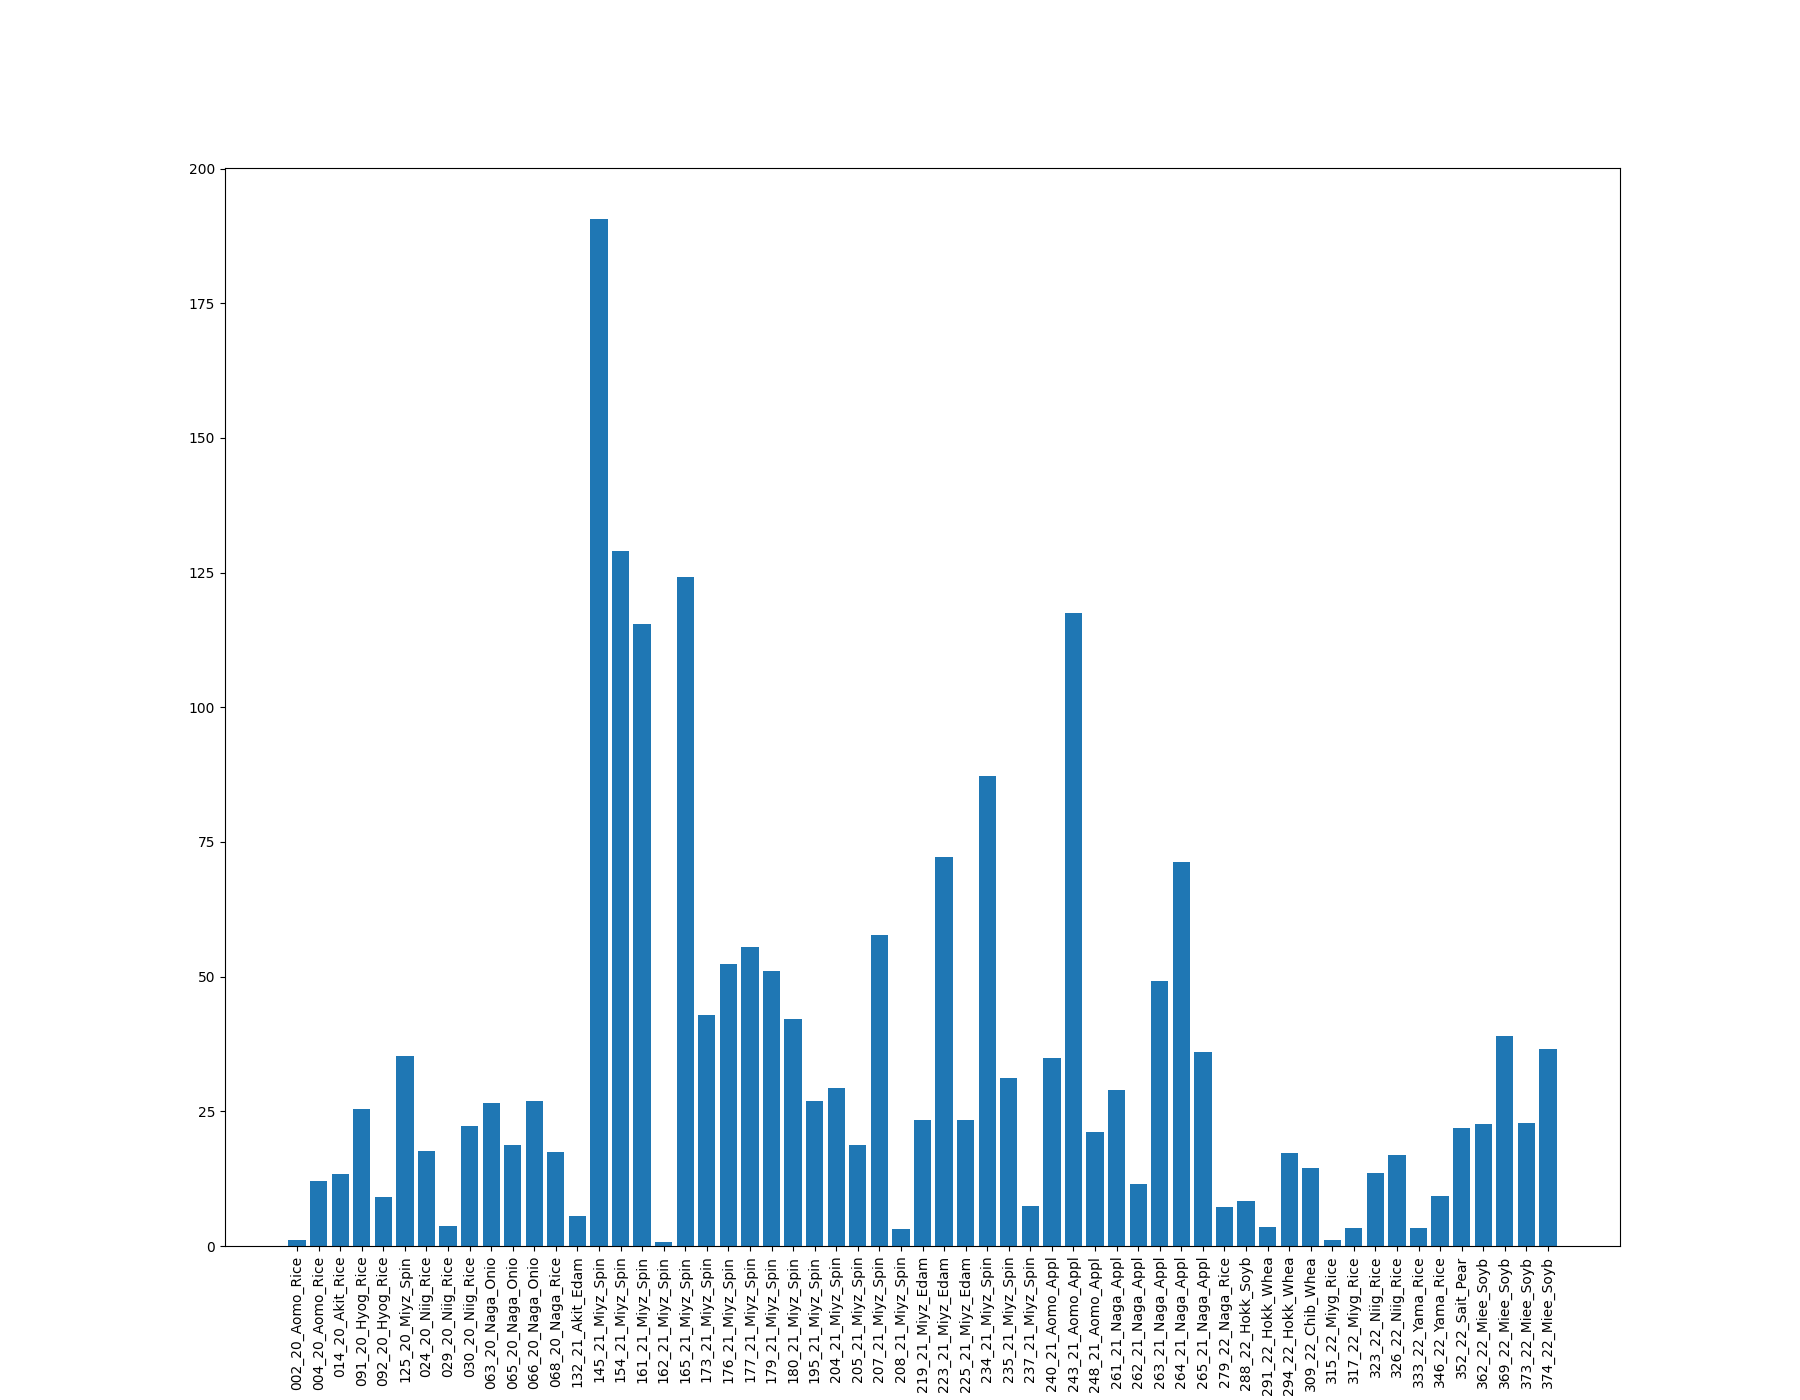 200
175
150
125
100
75
50
25
0
002_20_Aomo_Rice
004_20_Aomo_Rice
014_20_Akit_Rice
091_20_Hyog_Rice
092_20_Hyog_Rice
125_20_Miyz_Spin
024_20_Niig_Rice
029_20_Niig_Rice
030_20_Niig_Rice
063_20_Naga_Onio
065_20_Naga_Onio
066_20_Naga_Onio
068_20_Naga_Rice
132_21_Akit_Edam
145_21_Miyz_Spin
154_21_Miyz_Spin
161_21_Miyz_Spin
162_21_Miyz_Spin
165_21_Miyz_Spin
173_21_Miyz_Spin
176_21_Miyz_Spin
177_21_Miyz_Spin
179_21_Miyz_Spin
180_21_Miyz_Spin
195_21_Miyz_Spin
204_21_Miyz_Spin
205_21_Miyz_Spin
207_21_Miyz_Spin
208_21_Miyz_Spin
219_21_Miyz_Edam
223_21_Miyz_Edam
225_21_Miyz_Edam
234_21_Miyz_Spin
235_21_Miyz_Spin
237_21_Miyz_Spin
240_21_Aomo_Appl
243_21_Aomo_Appl
248_21_Aomo_Appl
261_21_Naga_Appl
262_21_Naga_Appl
263_21_Naga_Appl
264_21_Naga_Appl
265_21_Naga_Appl
279_22_Naga_Rice
288_22_Hokk_Soyb
291_22_Hokk_Whea
294_22_Hokk_Whea
309_22_Chib_Whea
315_22_Miyg_Rice
317_22_Miyg_Rice
323_22_Niig_Rice
326_22_Niig_Rice
333_22_Yama_Rice
346_22_Yama_Rice
352_22_Sait_Pear
362_22_Miee_Soyb
369_22_Miee_Soyb
373_22_Miee_Soyb
374_22_Miee_Soyb